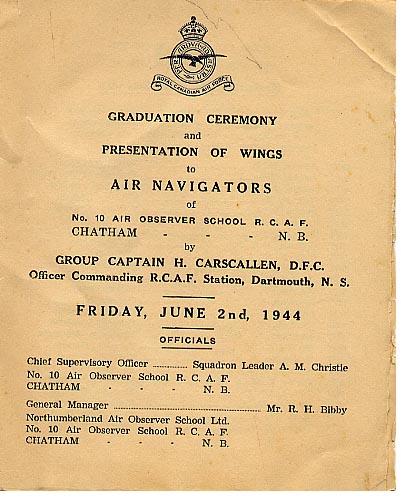 ROYAL CANADIAN AIR FORCE
GRADUATION CEREMONY
and
PRESENTATION OF WINGS
to
AIR NAVIGATORS
of
No. 10 AIR OBSERVER SCHOOL R. C. A. F.
CHATHAM - - - N. B.
by
GROUP CAPTAIN H. CARSCALLEN, D.F.C.
Officer Commanding R.C.A.F. Station, Dartmouth, N. S.
FRIDAY, JUNE 2nd, 1944
OFFICIALS
Chief Supervisory Officer ............ Squadron Leader A. M. Christie
No. 10 Air Observer School R. C. A. F.
CHATHAM - - - N. B.
General Manager ............................................ Mr. R. H. Bibby
Northumberland Air Observer School Ltd.
No. 10 Air Observer School R. C. A. F.
CHATHAM - - - N. B.